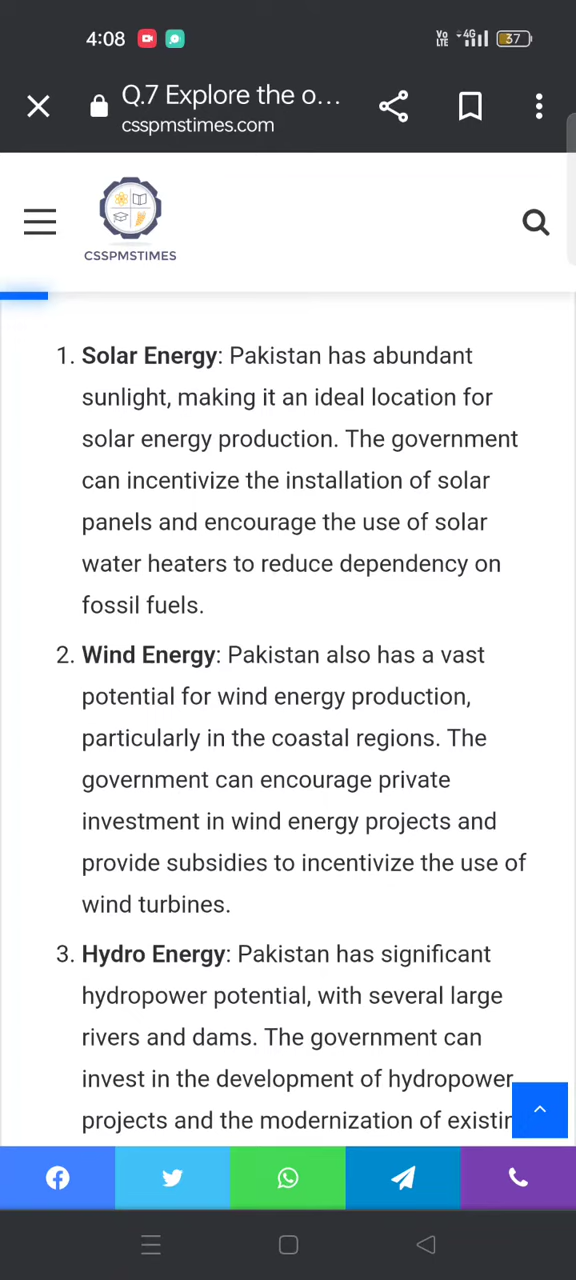 4:08
Vo LTE 4G 37
Q.7 Explore the o...
csspmstimes.com
CSSPMSTIMES
1. Solar Energy: Pakistan has abundant
sunlight, making it an ideal location for
solar energy production. The government
can incentivize the installation of solar
panels and encourage the use of solar
water heaters to reduce dependency on
fossil fuels.
2. Wind Energy: Pakistan also has a vast
potential for wind energy production,
particularly in the coastal regions. The
government can encourage private
investment in wind energy projects and
provide subsidies to incentivize the use of
wind turbines.
3. Hydro Energy: Pakistan has significant
hydropower potential, with several large
rivers and dams. The government can
invest in the development of hydropower
projects and the modernization of existin